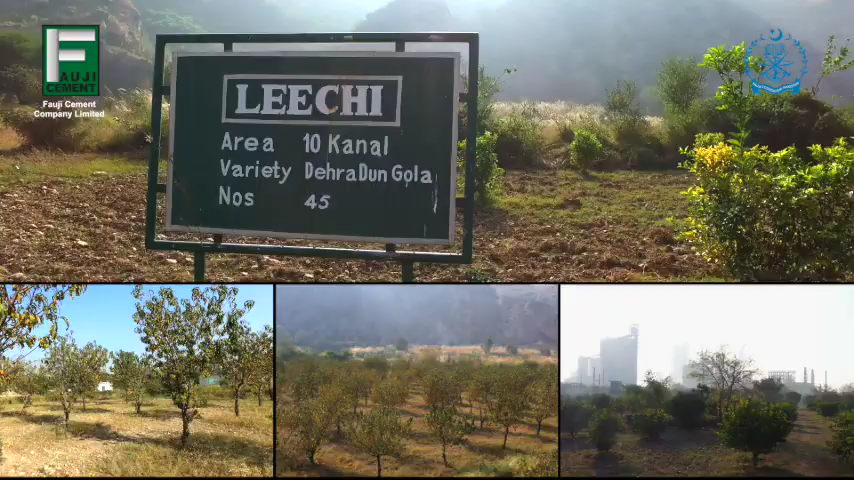 FAUJI
CEMENT
Fauji Cement
Company Limited
LEECHI
Area 10 Kanal
Variety DehraDun Gola
Nos 45